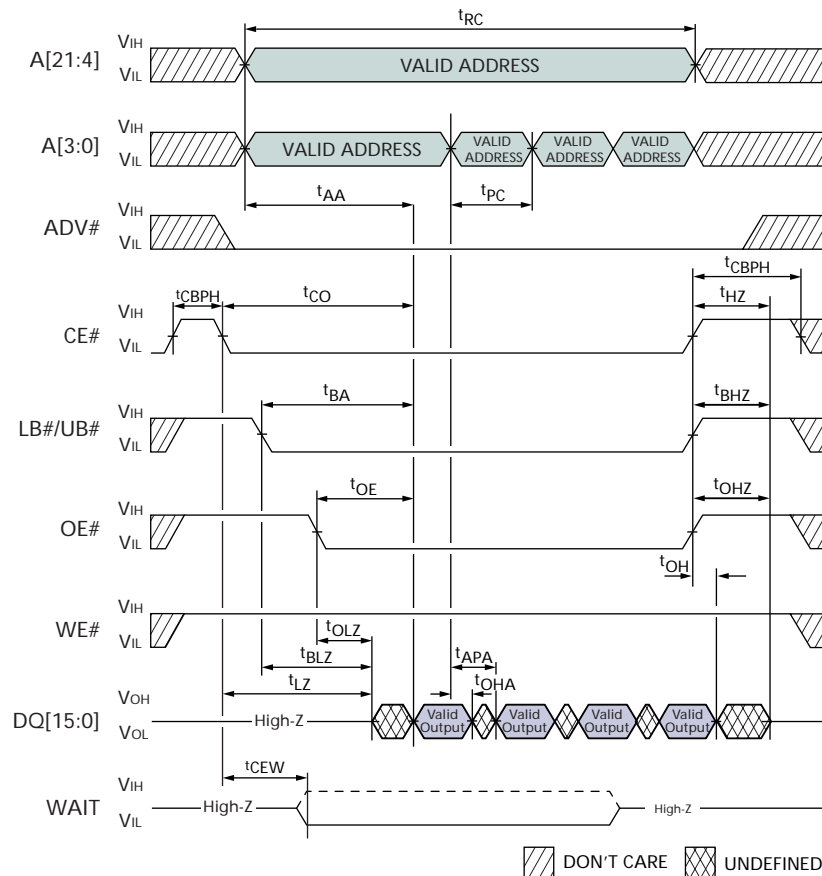 tRC
VIH
A[21:4]
VALID ADDRESS
VIL
VIH
A[3:0]
VALID ADDRESS
VALID
ADDRESS
VALID
ADDRESS
VALID
ADDRESS
VIL
tAA
tPC
VIH
ADV#
VIL
tCBPH
tCBPH
tCO
tHZ
VIH
CE#
VIL
tBA
tBHZ
VIH
LB#/UB#
VIL
tOE
tOHZ
VIH
OE#
VIL
tOH
VIH
WE#
VIL
tOLZ
tBLZ
tAPA
tLZ
tOHA
VOH
DQ[15:0]
High-Z
Valid
Output
Valid
Output
Valid
Output
Valid
Output
VOL
tCEW
VIH
WAIT
High-Z
High-Z
VIL
DON'T CARE
UNDEFINED